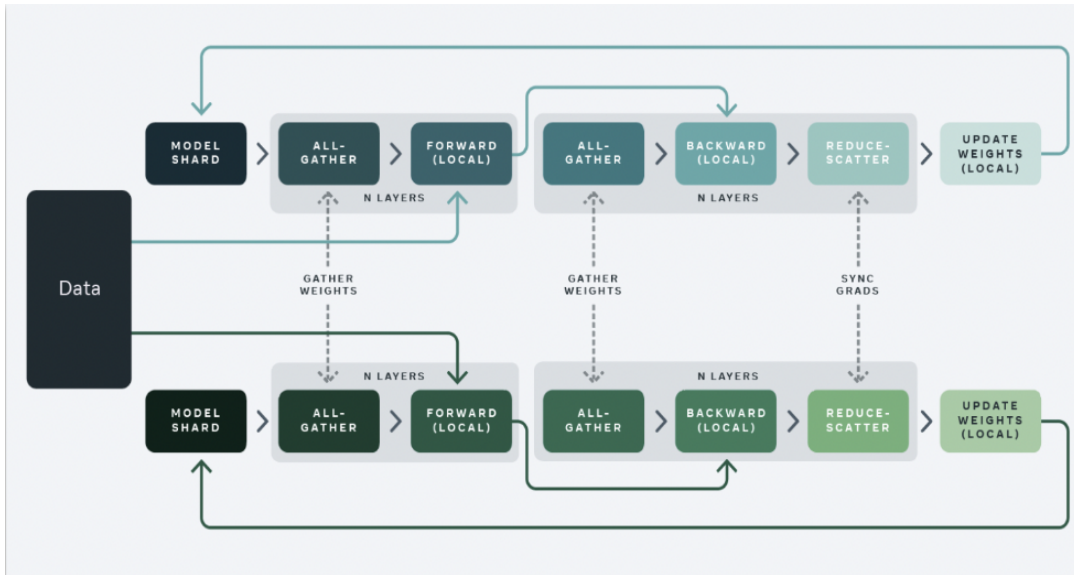 MODEL
SHARD
ALL-
GATHER
FORWARD
(LOCAL)
N LAYERS
ALL-
GATHER
BACKWARD
(LOCAL)
REDUCE-
SCATTER
N LAYERS
UPDATE
WEIGHTS
(LOCAL)
Data
GATHER
WEIGHTS
GATHER
WEIGHTS
SYNC
GRADS
N LAYERS
N LAYERS
MODEL
SHARD
ALL-
GATHER
FORWARD
(LOCAL)
ALL-
GATHER
BACKWARD
(LOCAL)
REDUCE-
SCATTER
UPDATE
WEIGHTS
(LOCAL)